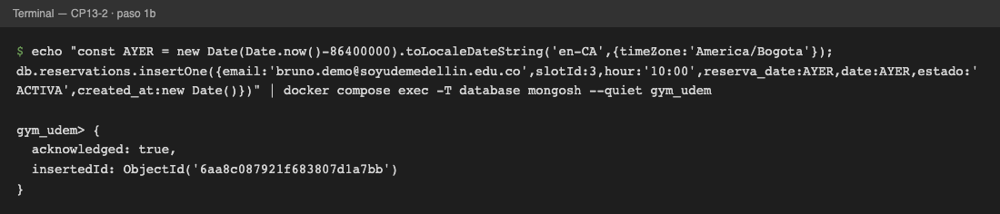 Terminal — CP13-2 · paso 1b
$ echo "const AYER = new Date(Date.now()-86400000).toLocaleDateString('en-CA',{timeZone:'America/Bogota'});
db.reservations.insertOne({email:'bruno.demo@soyudemedellin.edu.co',slotId:3,hour:'10:00',reserva_date:AYER,date:AYER,estado:'
ACTIVA',created_at:new Date()})" | docker compose exec -T database mongosh --quiet gym_udem
gym_udem> {
  acknowledged: true,
  insertedId: ObjectId('6aa8c087921f683807d1a7bb')
}